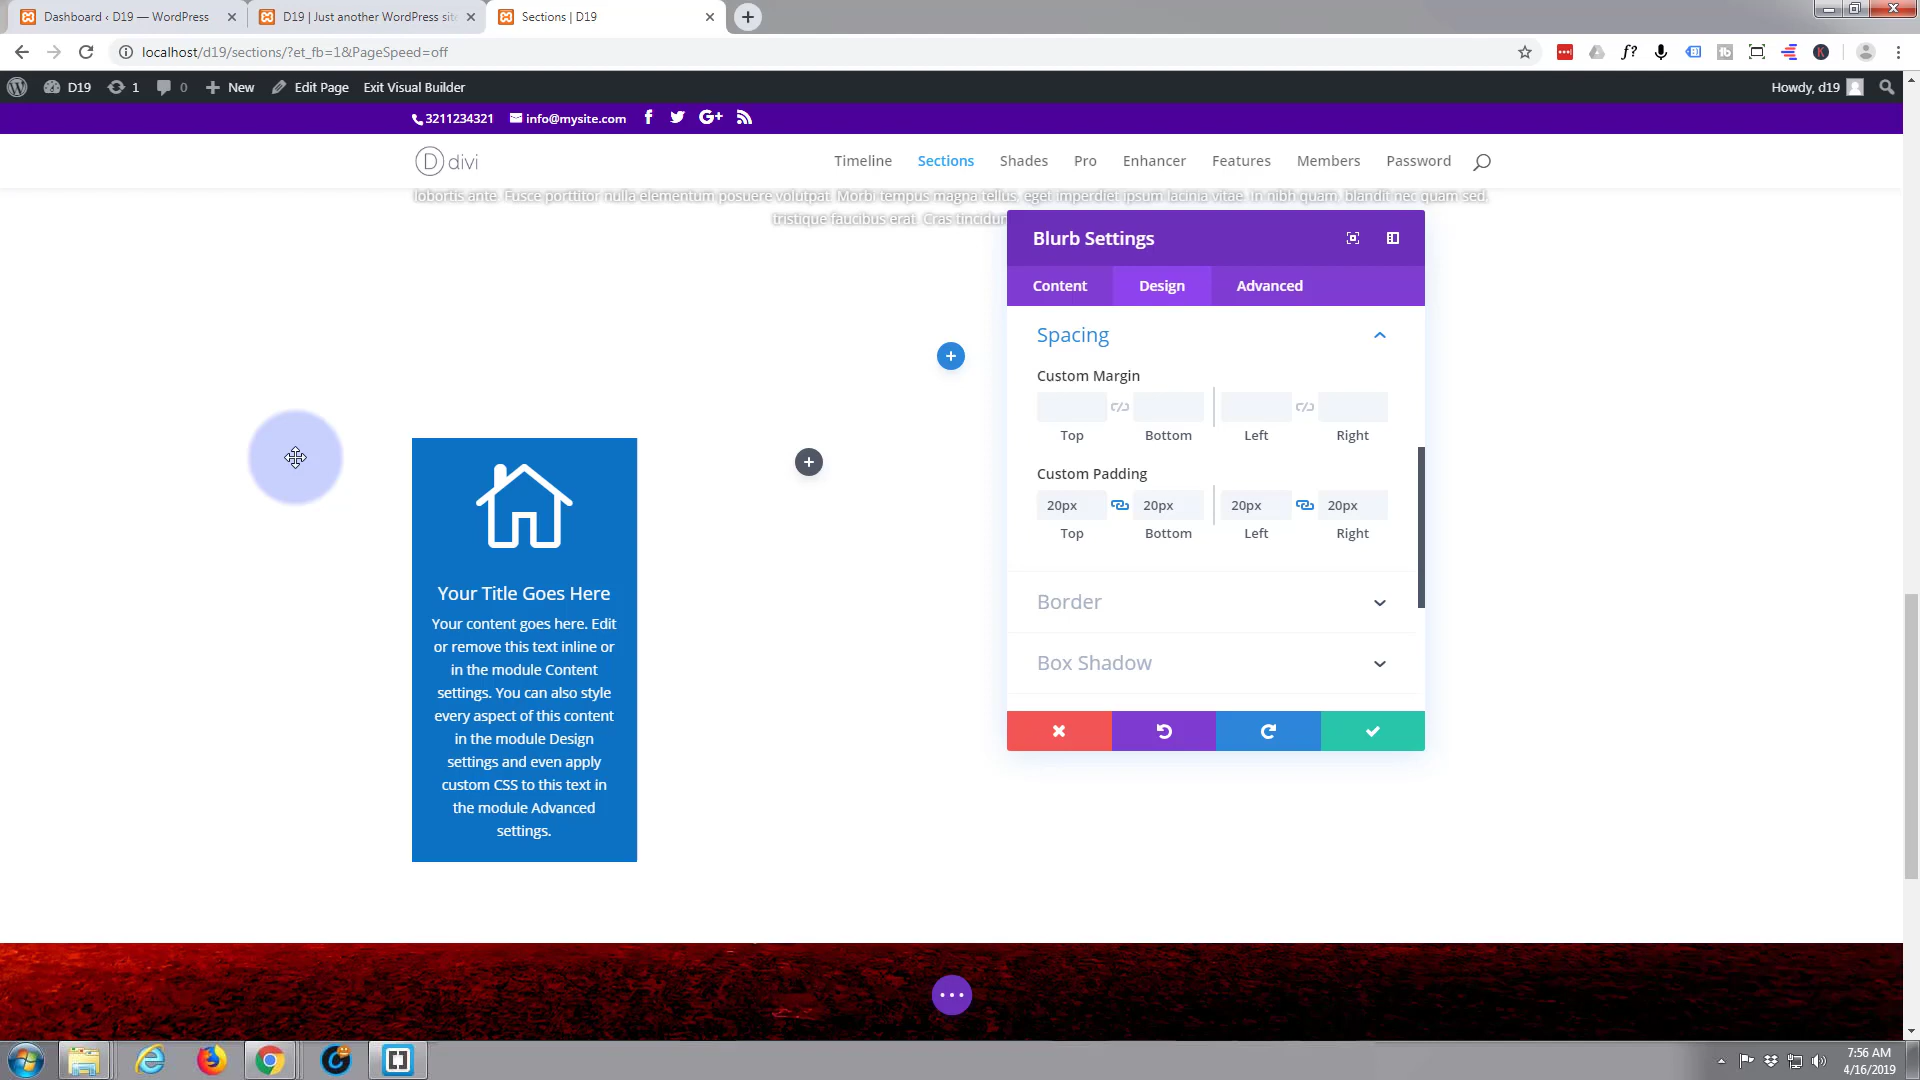 Dashboard ‹ D19 — WordPress
D19 | Just another WordPress site
Sections | D19
localhost/d19/sections/?et_fb=1&PageSpeed=off
D19
1
0
New
Edit Page
Exit Visual Builder
Howdy, d19
3211234321
info@mysite.com
divi
Timeline
Sections
Shades
Pro
Enhancer
Features
Members
Password
lobortis ante. Fusce porttitor nulla elementum posuere volutpat. Morbi tempus magna tellus, eget imperdiet ipsum lacinia vitae. In nibh quam, blandit nec quam sed,
tristique faucibus erat. Cras tincidun
Blurb Settings
Content
Design
Advanced
Spacing
Custom Margin
Top
Bottom
Left
Right
Custom Padding
20px
20px
20px
20px
Top
Bottom
Left
Right
Border
Box Shadow
Your Title Goes Here
Your content goes here. Edit
or remove this text inline or
in the module Content
settings. You can also style
every aspect of this content
in the module Design
settings and even apply
custom CSS to this text in
the module Advanced
settings.
7:56 AM
4/16/2019